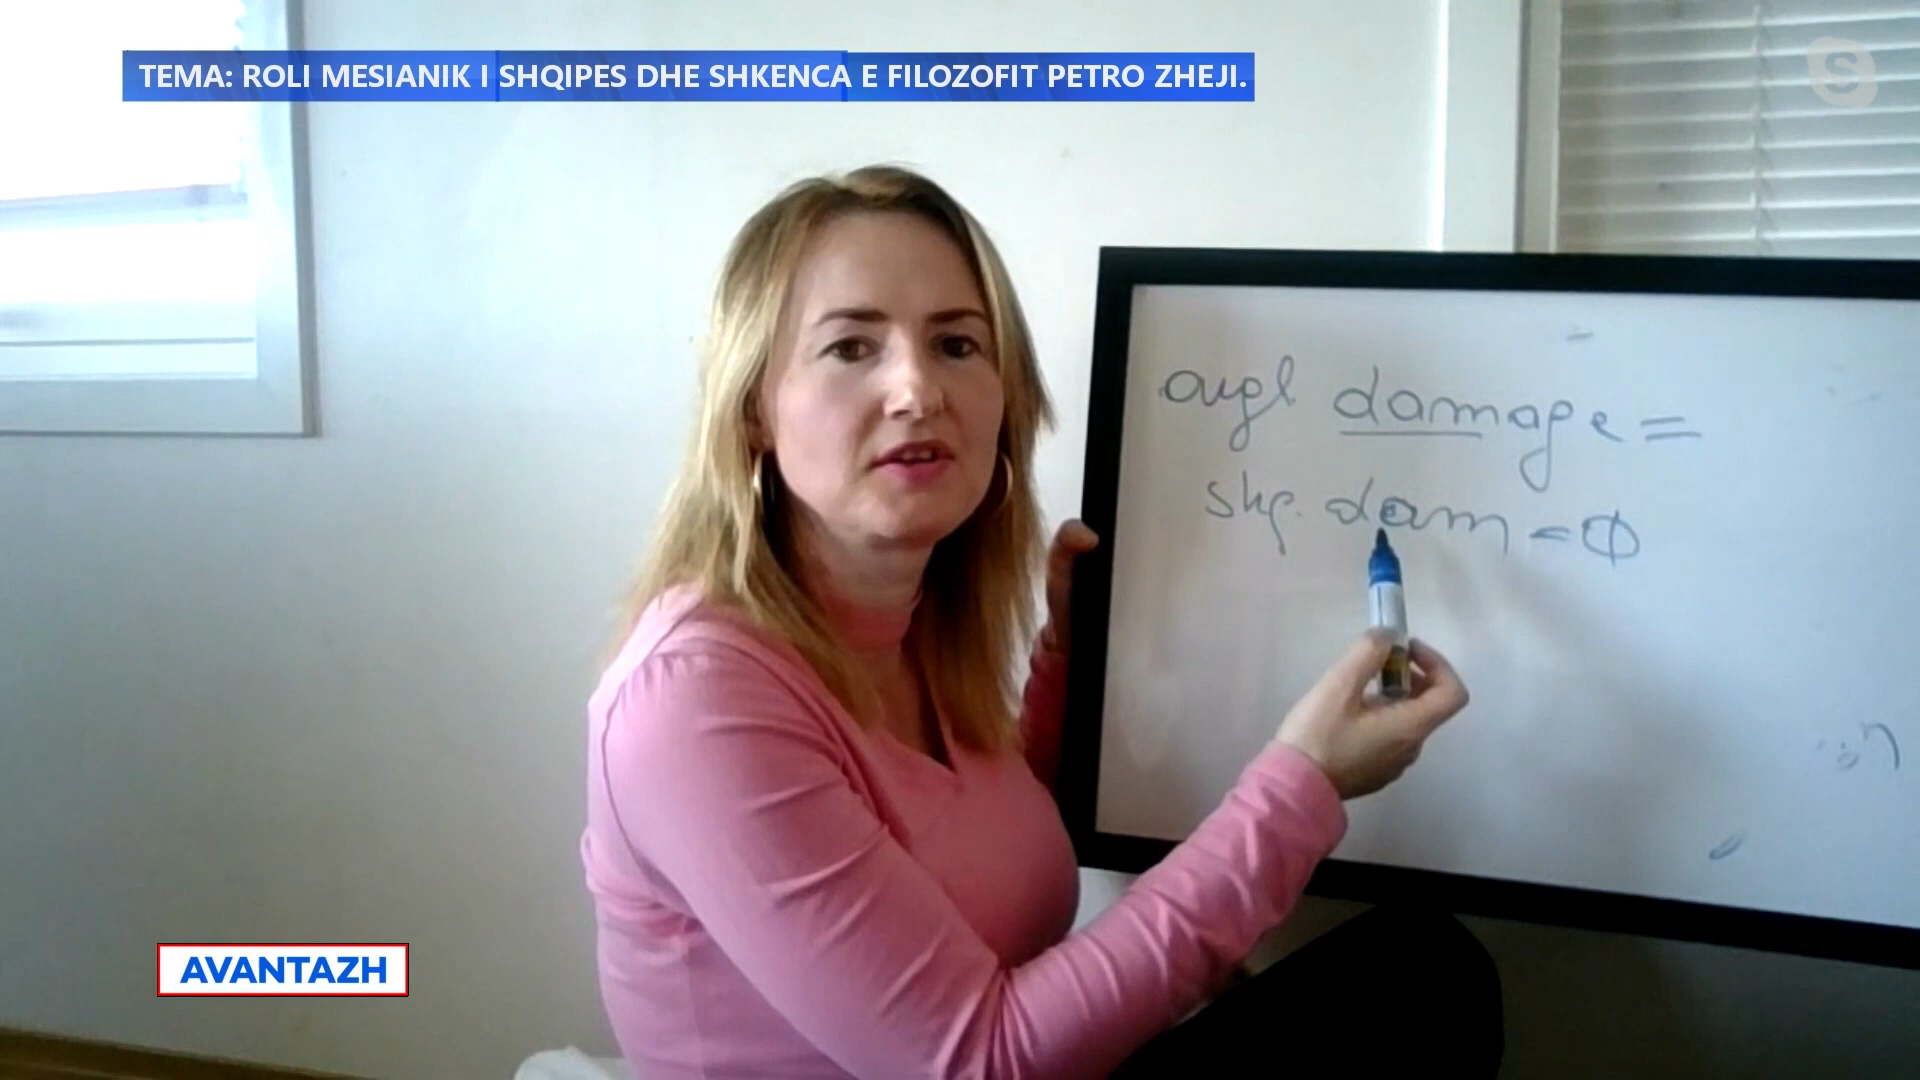 TEMA: ROLI MESIANIK I SHQIPES DHE SHKENCA E FILOZOFIT PETRO ZHEJI.
S
angl damage =
shq. dam = Φ
AVANTAZH